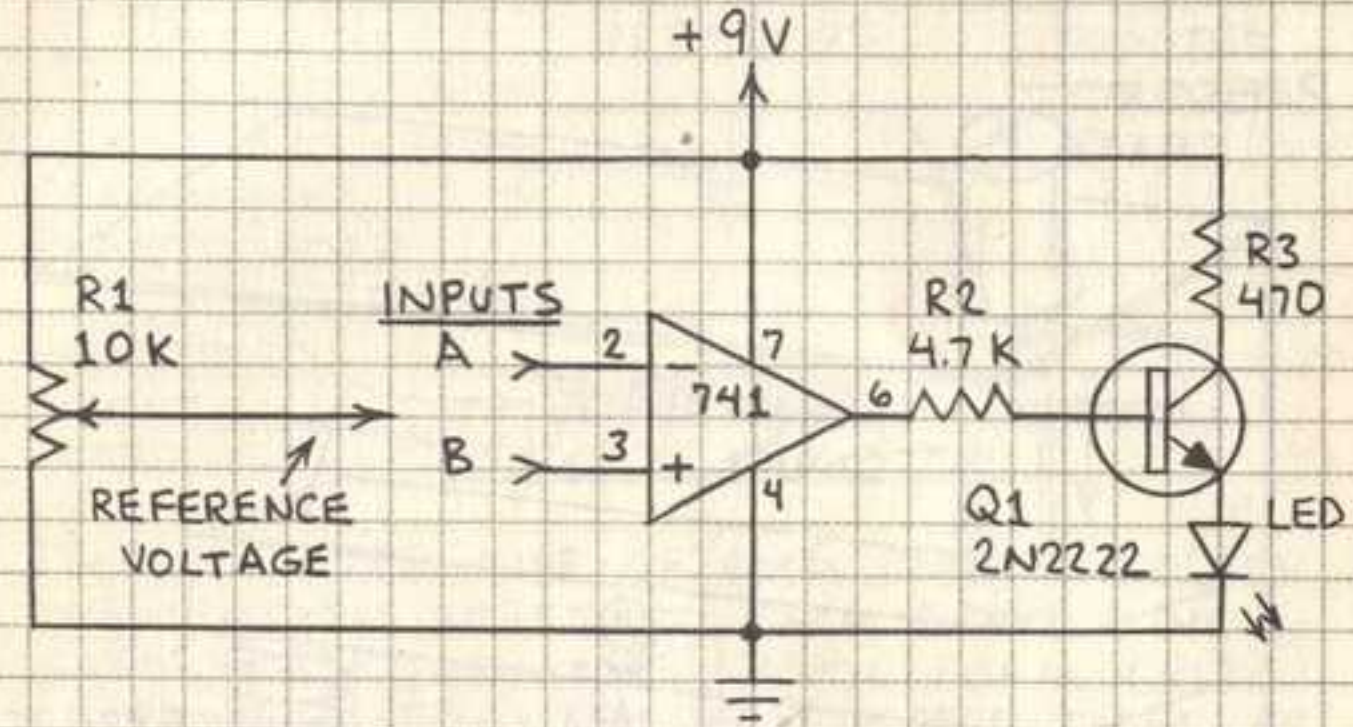 +9V
R1
10K
INPUTS
A
B
2
3
-
+
741
7
4
6
R2
4.7K
R3
470
REFERENCE
VOLTAGE
Q1
2N2222
LED